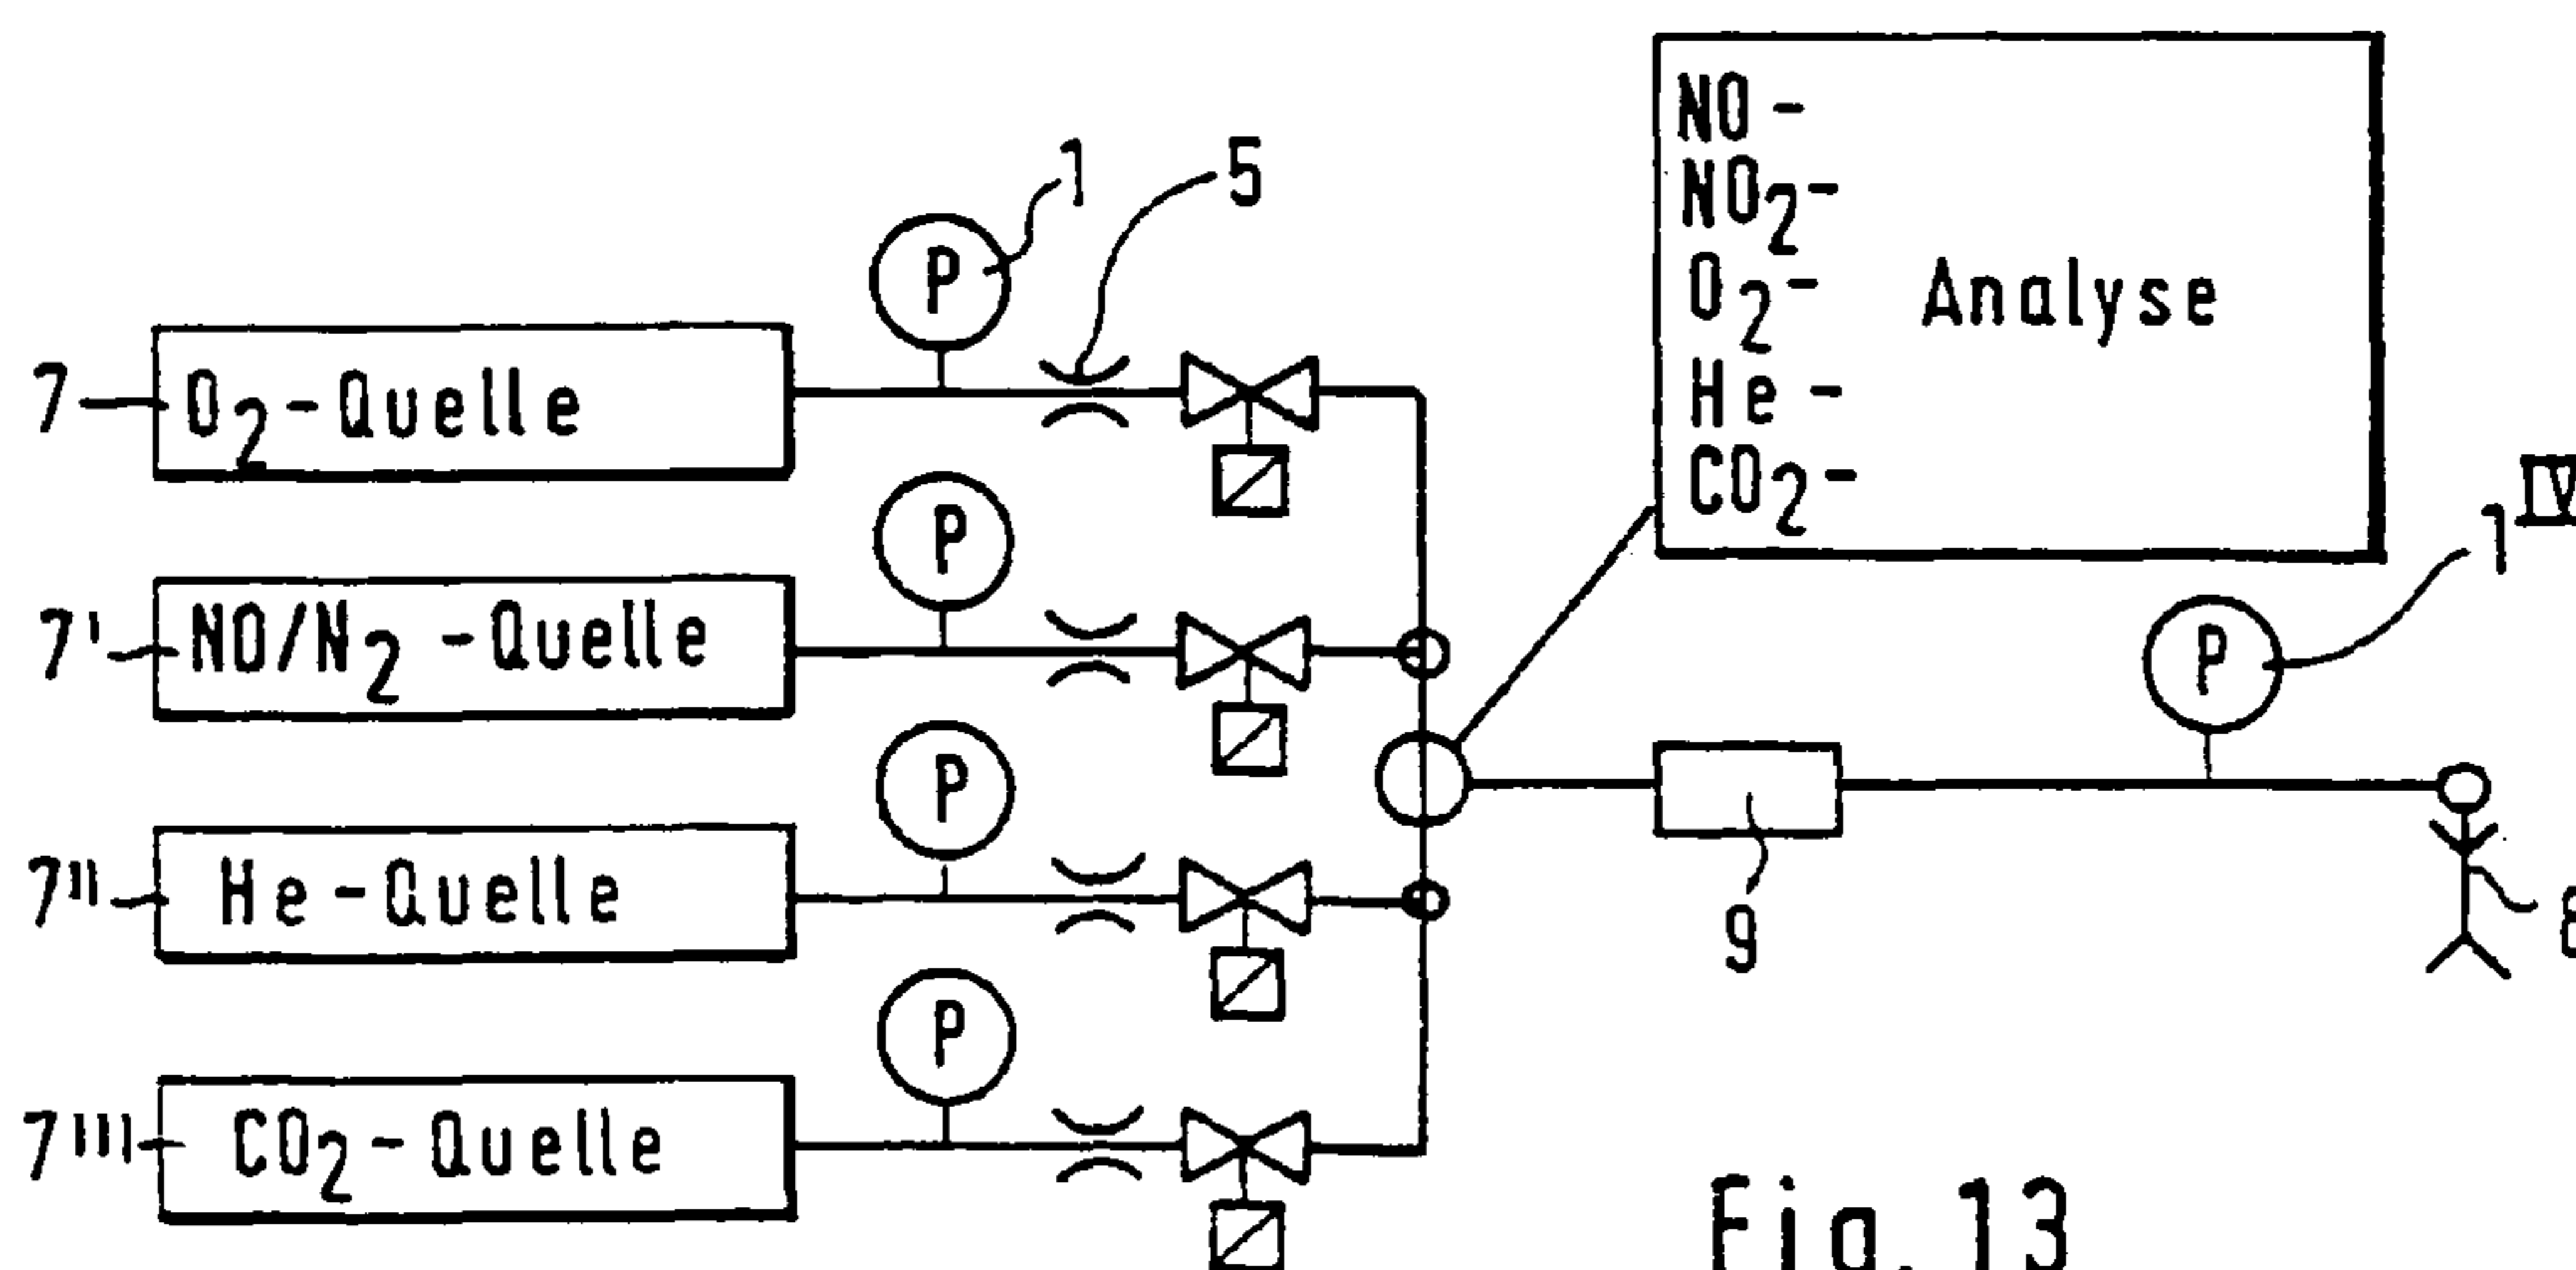 1
5
P
7
O2-Quelle
P
7'
NO/N2-Quelle
P
7''
He-Quelle
P
7'''
CO2-Quelle
NO-
NO2-
O2-
Analyse
He-
CO2-
1IV
P
9
8
Fig. 13